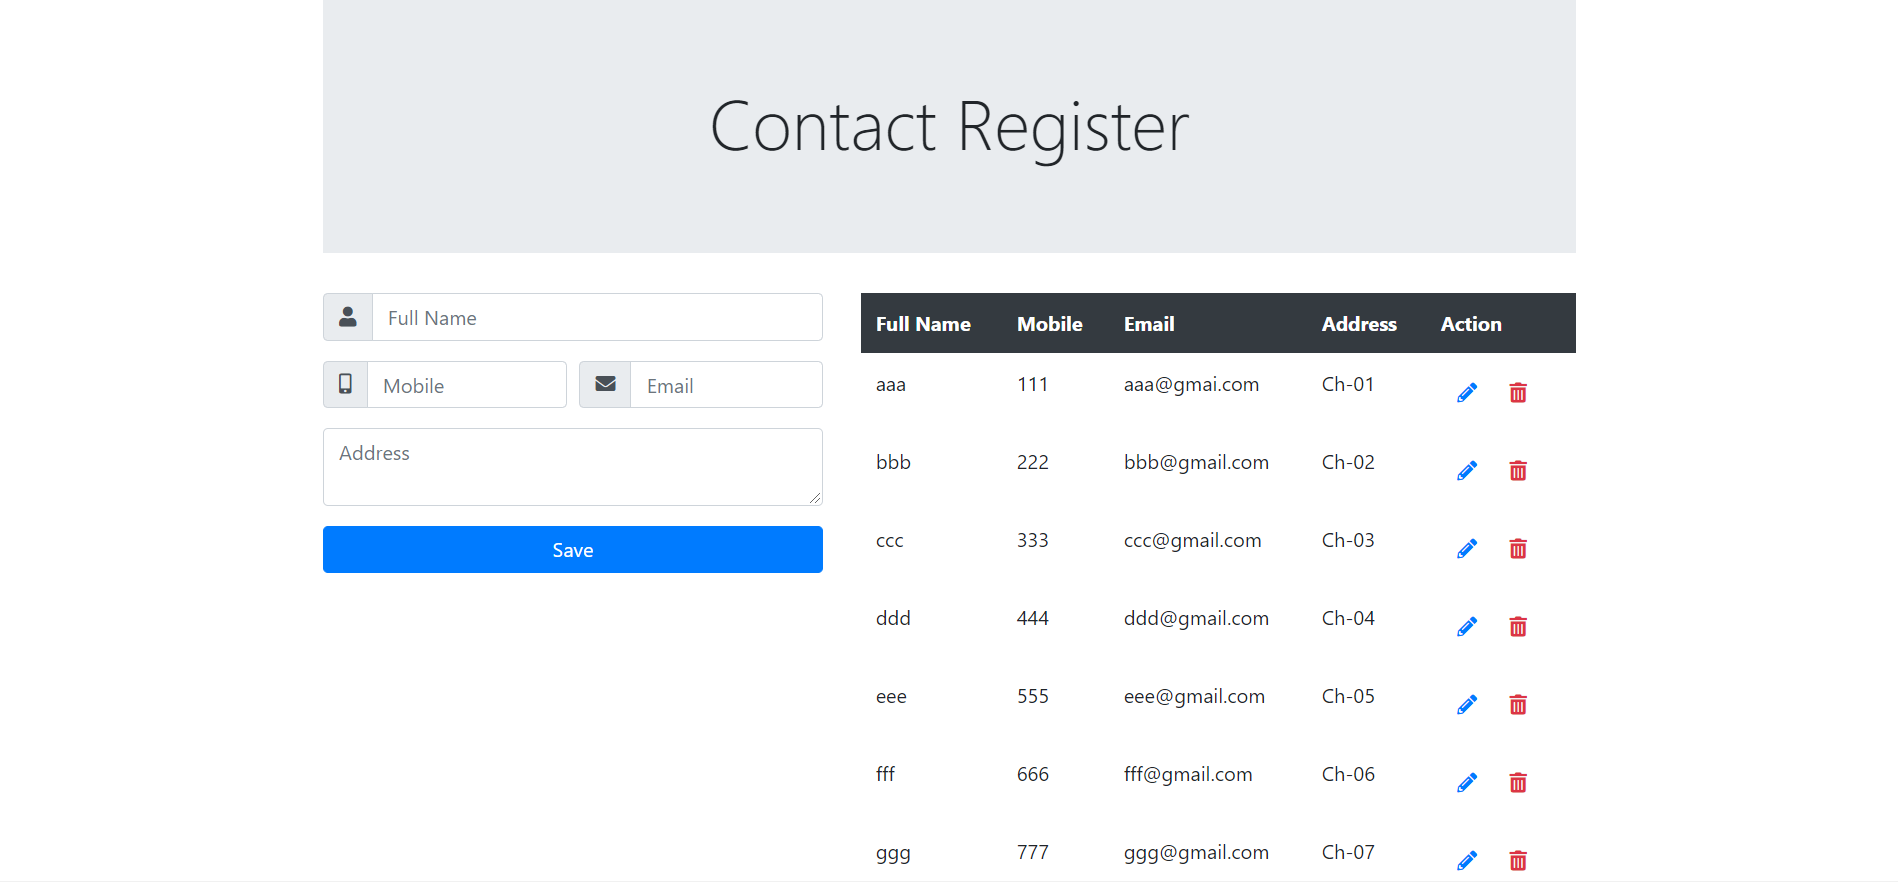 Contact Register
Full Name
Mobile Email
Address
Save
Full Name Mobile Email Address Action
aaa 111 aaa@gmai.com Ch-01
bbb 222 bbb@gmail.com Ch-02
ccc 333 ccc@gmail.com Ch-03
ddd 444 ddd@gmail.com Ch-04
eee 555 eee@gmail.com Ch-05
fff 666 fff@gmail.com Ch-06
ggg 777 ggg@gmail.com Ch-07